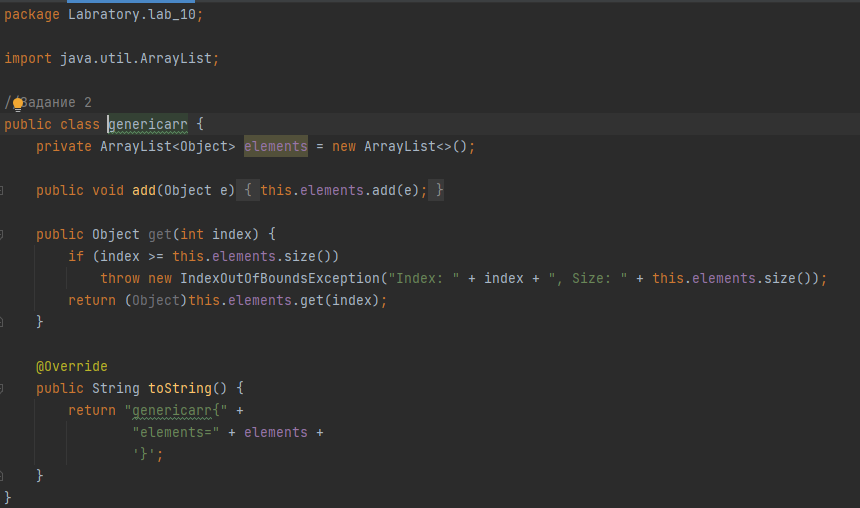 package Labratory.lab_10;
import java.util.ArrayList;
//Задание 2
public class genericarr {
private ArrayList<Object> elements = new ArrayList<>();
public void add(Object e) { this.elements.add(e); }
public Object get(int index) {
if (index >= this.elements.size())
throw new IndexOutOfBoundsException("Index: " + index + ", Size: " + this.elements.size());
return (Object)this.elements.get(index);
}
@Override
public String toString() {
return "genericarr{" +
"elements=" + elements +
'}';
}
}